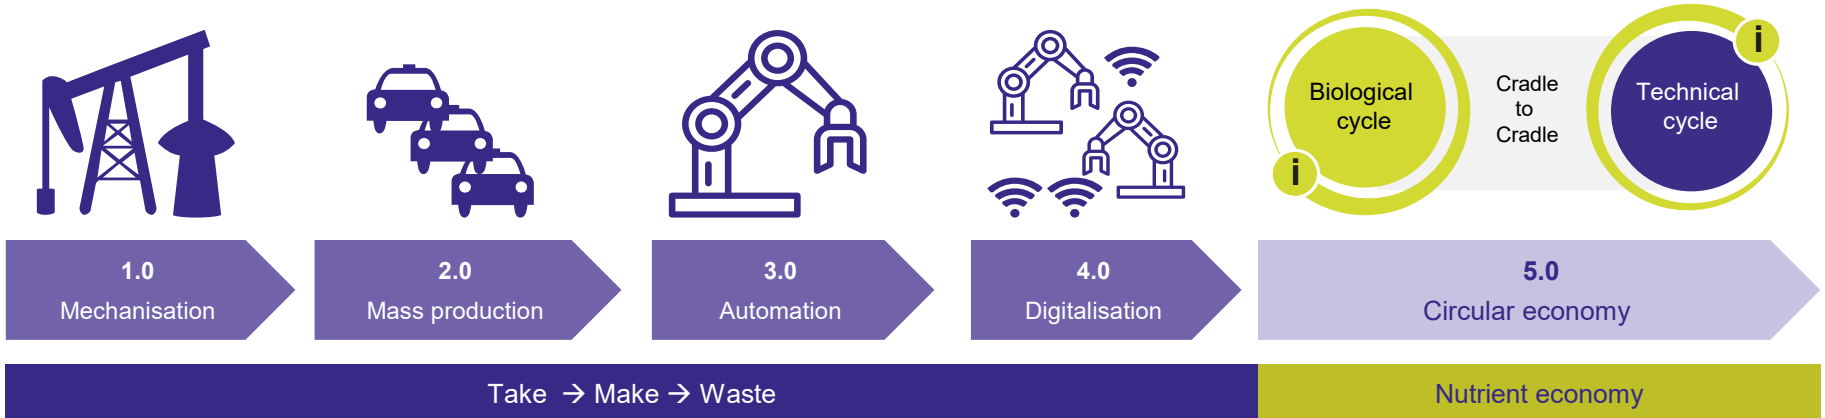 Biological
cycle
i
Cradle
to
Cradle
Technical
cycle
i
1.0
Mechanisation
2.0
Mass production
3.0
Automation
4.0
Digitalisation
5.0
Circular economy
Take → Make → Waste
Nutrient economy